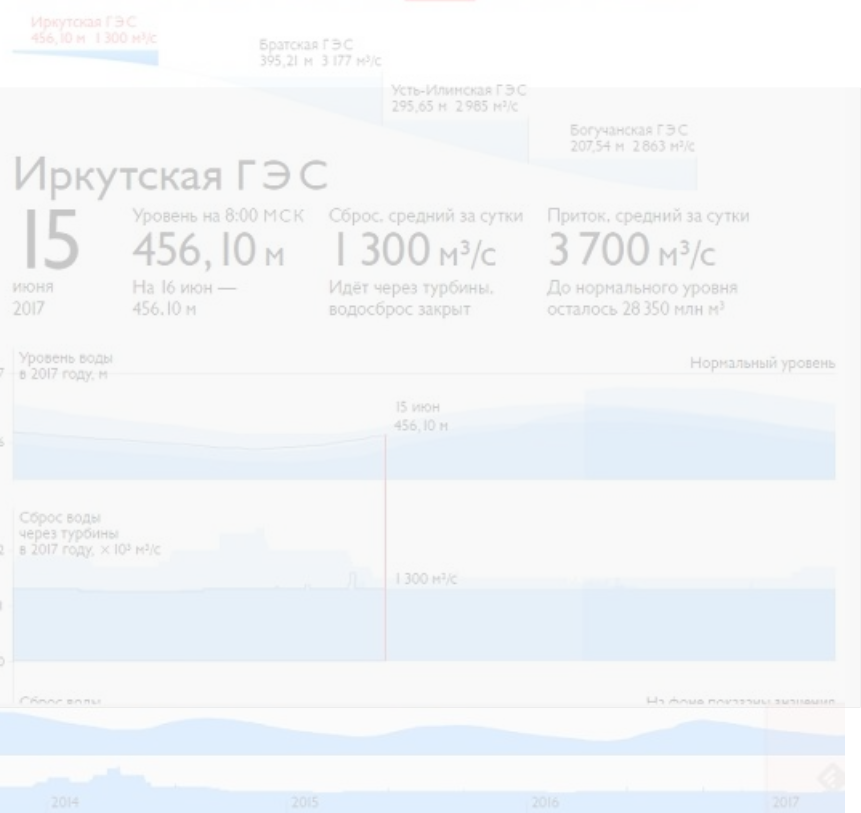 Иркутская ГЭС
456,10 м 1 300 м³/с
Братская ГЭС
395,21 м 3 177 м³/с
Усть-Илимская ГЭС
295,65 м 2 985 м³/с
Богучанская ГЭС
207,54 м 2 863 м³/с
Иркутская ГЭС
15
июня
2017
Уровень на 8:00 МСК
456,10 м
На 16 июн —
456,10 м
Сброс, средний за сутки
1 300 м³/с
Идёт через турбины,
водосброс закрыт
Приток, средний за сутки
3 700 м³/с
До нормального уровня
осталось 28 350 млн м³
Уровень воды
в 2017 году, м
Нормальный уровень
15 июн
456,10 м
Сброс воды
через турбины
в 2017 году, × 10³ м³/с
1 300 м³/с
Сброс воды
На фоне показаны значения
2014 2015 2016 2017